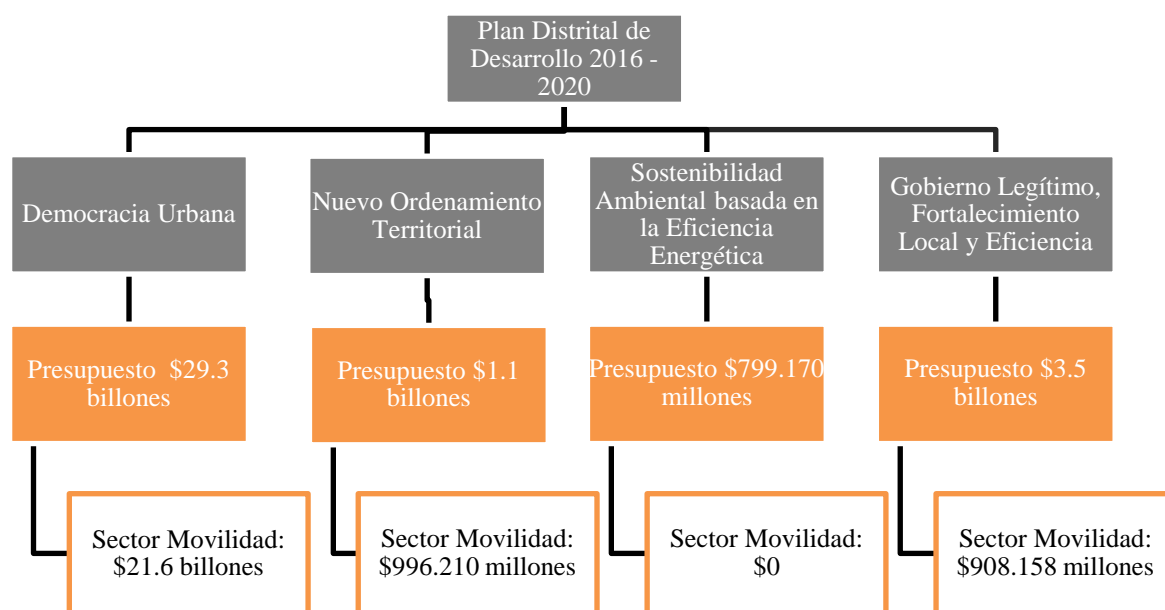 Plan Distrital de
Desarrollo 2016 -
2020
Democracia Urbana
Nuevo Ordenamiento
Territorial
Sostenibilidad
Ambiental basada en
la Eficiencia
Energética
Gobierno Legítimo,
Fortalecimiento
Local y Eficiencia
Presupuesto $29.3
billones
Presupuesto $1.1
billones
Presupuesto $799.170
millones
Presupuesto $3.5
billones
Sector Movilidad:
$21.6 billones
Sector Movilidad:
$996.210 millones
Sector Movilidad:
$0
Sector Movilidad:
$908.158 millones